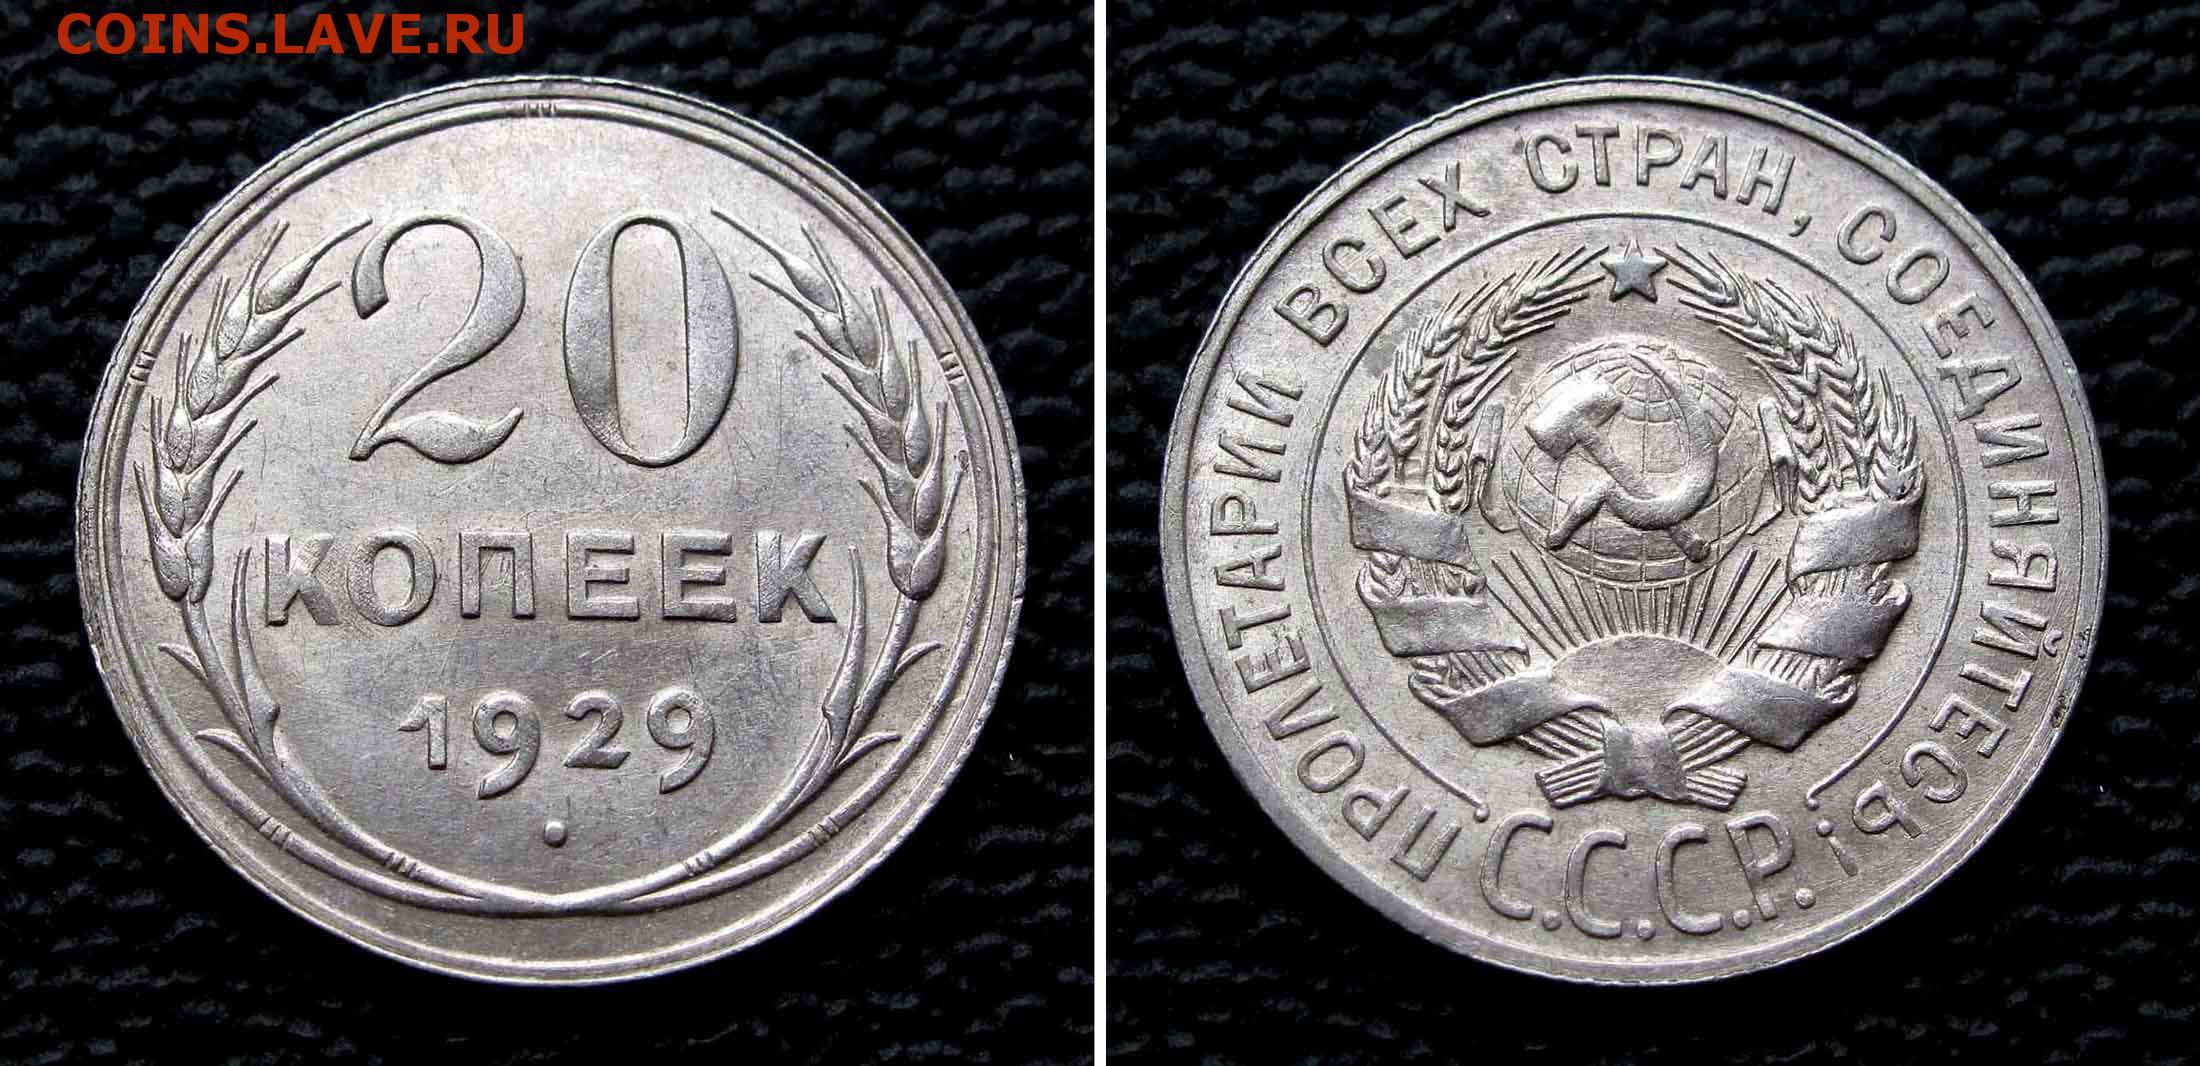 COINS.LAVE.RU
20
КОПЕЕК
1929
ПРОЛЕТАРИИ ВСЕХ СТРАН, СОЕДИНЯЙТЕСЬ!
С.С.С.Р.